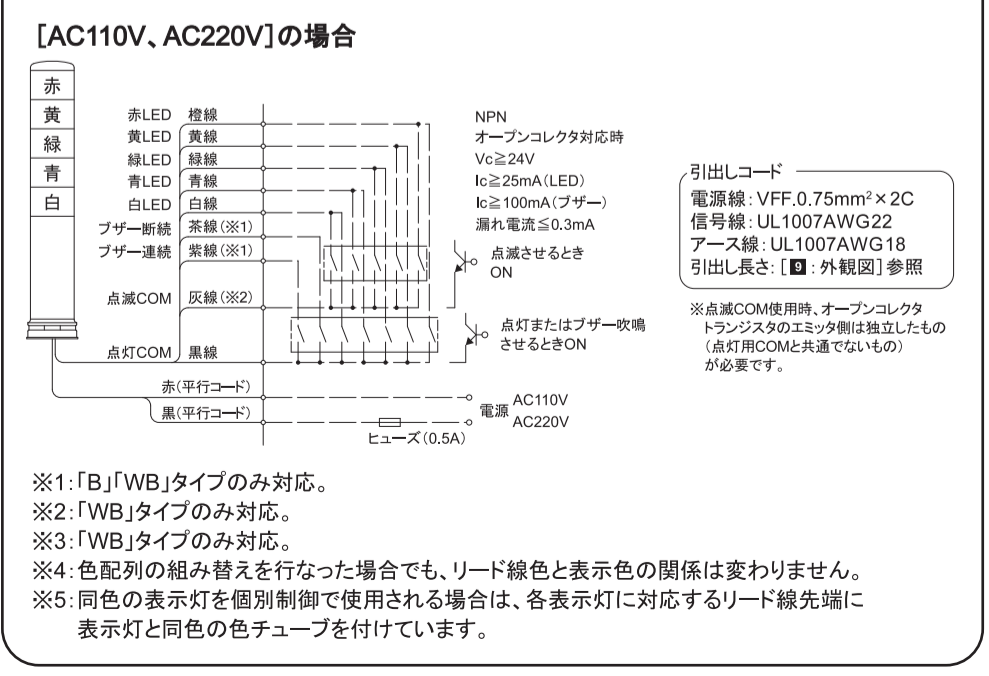 [AC110V、AC220V]の場合
赤
黄
緑
青
白
赤LED 橙線
黄LED 黄線
緑LED 緑線
青LED 青線
白LED 白線
ブザー断続 茶線(※1)
ブザー連続 紫線(※1)
点滅COM 灰線(※2)
点灯COM 黒線
赤(平行コード)
黒(平行コード)
NPN
オープンコレクタ対応時
Vc≧24V
Ic≧25mA(LED)
Ic≧100mA(ブザー)
漏れ電流≦0.3mA
点滅させるとき
ON
点灯またはブザー吹鳴
させるときON
電源
AC110V
AC220V
ヒューズ(0.5A)
引出しコード
電源線:VFF.0.75mm²×2C
信号線:UL1007AWG22
アース線:UL1007AWG18
引出し長さ:[9:外観図]参照
※点滅COM使用時、オープンコレクタ
トランジスタのエミッタ側は独立したもの
(点灯用COMと共通でないもの)
が必要です。
※1:「B」「WB」タイプのみ対応。
※2:「WB」タイプのみ対応。
※3:「WB」タイプのみ対応。
※4:色配列の組み替えを行なった場合でも、リード線色と表示色の関係は変わりません。
※5:同色の表示灯を個別制御で使用される場合は、各表示灯に対応するリード線先端に
表示灯と同色の色チューブを付けています。